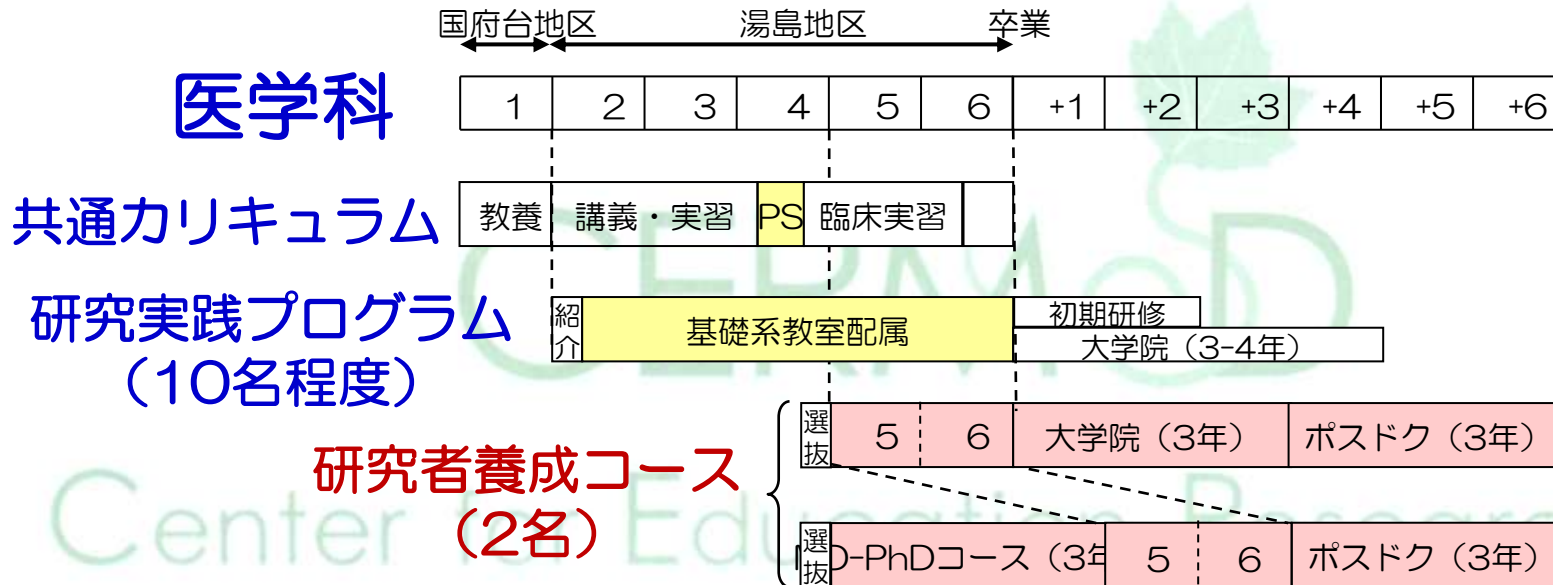 国府台地区 湯島地区 卒業
医学科 1 2 3 4 5 6 +1 +2 +3 +4 +5 +6
共通カリキュラム 教養 講義・実習 PS 臨床実習
研究実践プログラム
(10名程度)
紹介 基礎系教室配属 初期研修
大学院(3-4年)
CERMeD
研究者養成コース
(2名)
選抜 5 6 大学院(3年) ポスドク(3年)
選抜 D-PhDコース(3年 5 6 ポスドク(3年)
Center for Education Resear